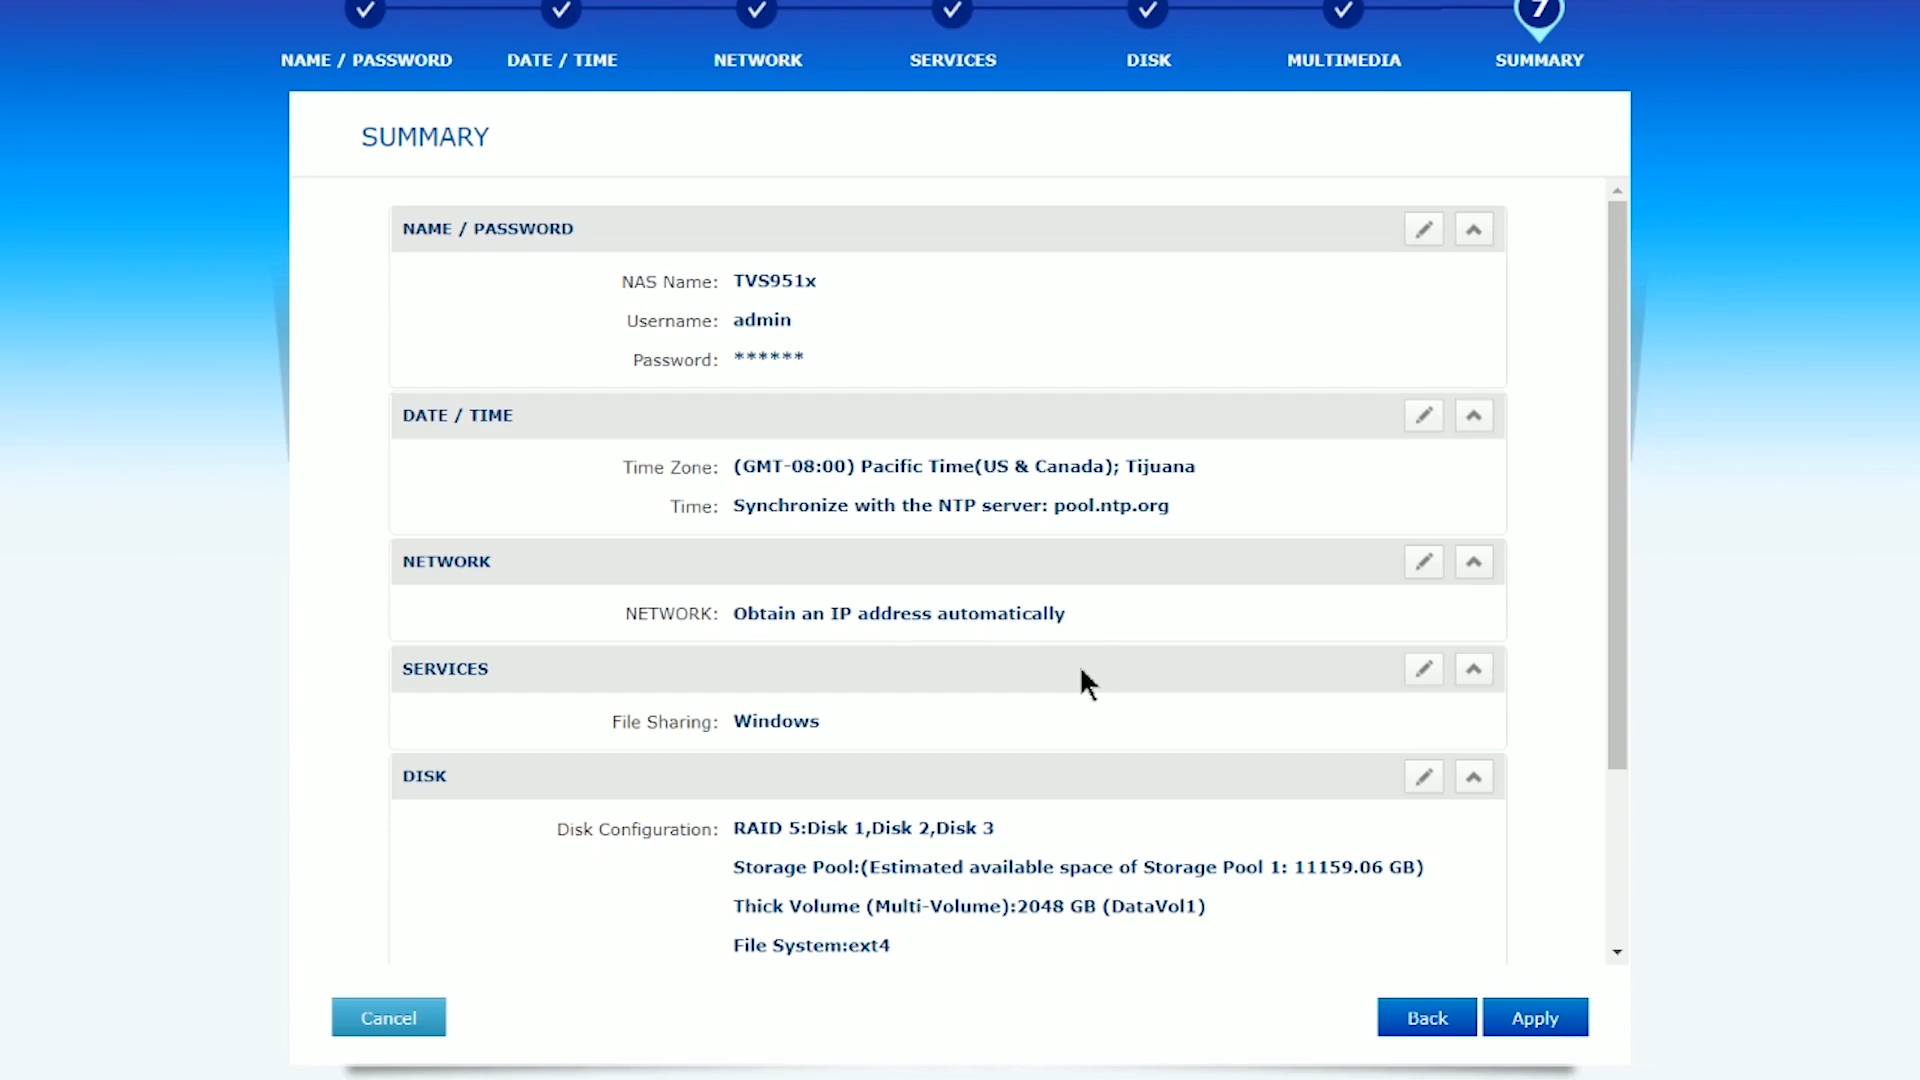 7
NAME / PASSWORD
DATE / TIME
NETWORK
SERVICES
DISK
MULTIMEDIA
SUMMARY
SUMMARY
NAME / PASSWORD
NAS Name: TVS951x
Username: admin
Password: ******
DATE / TIME
Time Zone: (GMT-08:00) Pacific Time(US & Canada); Tijuana
Time: Synchronize with the NTP server: pool.ntp.org
NETWORK
NETWORK: Obtain an IP address automatically
SERVICES
File Sharing: Windows
DISK
Disk Configuration: RAID 5:Disk 1,Disk 2,Disk 3
Storage Pool:(Estimated available space of Storage Pool 1: 11159.06 GB)
Thick Volume (Multi-Volume):2048 GB (DataVol1)
File System:ext4
Cancel
Back
Apply